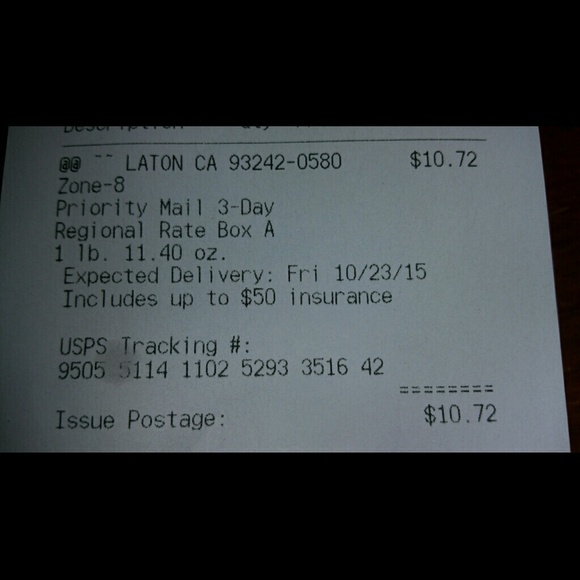 @@ ~~ LATON CA 93242-0580 $10.72
Zone-8
Priority Mail 3-Day
Regional Rate Box A
1 lb. 11.40 oz.
Expected Delivery: Fri 10/23/15
Includes up to $50 insurance
USPS Tracking #:
9505 5114 1102 5293 3516 42
========
Issue Postage: $10.72